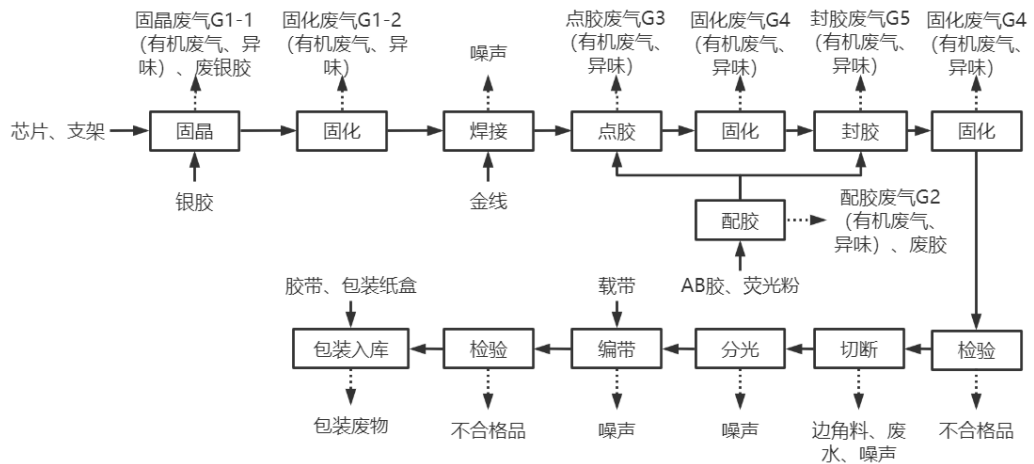 固晶废气G1-1
（有机废气、异
味）、废银胶
固化废气G1-2
（有机废气、异
味）
噪声
点胶废气G3
（有机废气、
异味）
固化废气G4
（有机废气、
异味）
封胶废气G5
（有机废气、
异味）
固化废气G4
（有机废气、
异味）
芯片、支架
固晶
固化
焊接
点胶
固化
封胶
固化
银胶
金线
配胶
配胶废气G2
（有机废气、
异味）、废胶
AB胶、荧光粉
胶带、包装纸盒
载带
包装入库
检验
编带
分光
切断
检验
包装废物
不合格品
噪声
噪声
边角料、废
水、噪声
不合格品